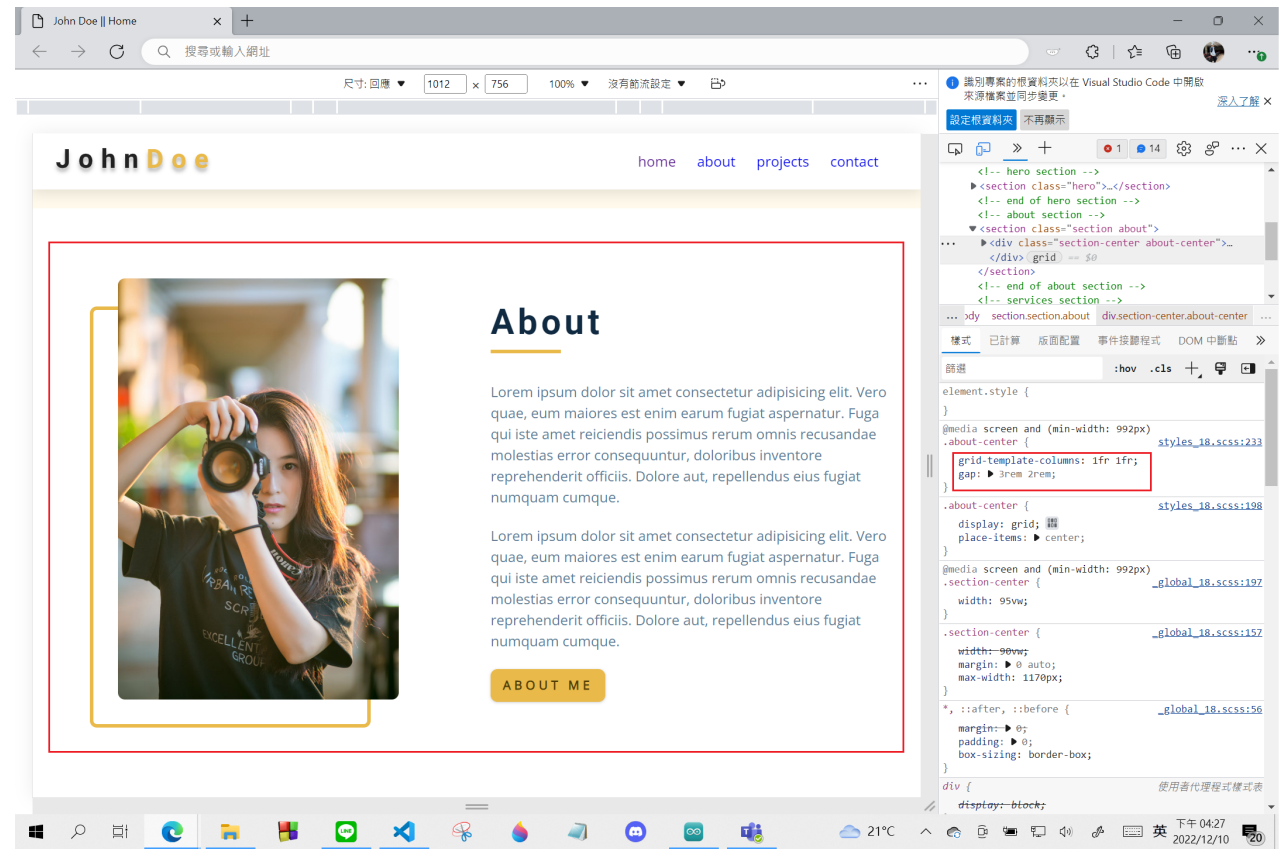 John Doe || Home
搜尋或輸入網址
尺寸: 回應 ▼ 1012 x 756 100% ▼ 沒有節流設定 ▼
識別專案的根資料夾以在 Visual Studio Code 中開啟
來源檔案並同步變更。
深入了解
設定根資料夾 不再顯示
1 14
JohnDoe
home about projects contact
About
Lorem ipsum dolor sit amet consectetur adipisicing elit. Vero
quae, eum maiores est enim earum fugiat aspernatur. Fuga
qui iste amet reiciendis possimus rerum omnis recusandae
molestias error consequuntur, doloribus inventore
reprehenderit officiis. Dolore aut, repellendus eius fugiat
numquam cumque.
Lorem ipsum dolor sit amet consectetur adipisicing elit. Vero
quae, eum maiores est enim earum fugiat aspernatur. Fuga
qui iste amet reiciendis possimus rerum omnis recusandae
molestias error consequuntur, doloribus inventore
reprehenderit officiis. Dolore aut, repellendus eius fugiat
numquam cumque.
ABOUT ME
Canon
EXCELLENT
GROUP
<!-- hero section -->
<section class="hero">…</section>
<!-- end of hero section -->
<!-- about section -->
<section class="section about">
<div class="section-center about-center">…
</div> grid == $0
</section>
<!-- end of about section -->
<!-- services section -->
... ody section.section.about div.section-center.about-center ...
樣式 已計算 版面配置 事件接聽程式 DOM 中斷點
篩選 :hov .cls
element.style {
}
@media screen and (min-width: 992px)
.about-center { styles_18.scss:233
grid-template-columns: 1fr 1fr;
gap: ▶ 3rem 2rem;
}
.about-center { styles_18.scss:198
display: grid;
place-items: ▶ center;
}
@media screen and (min-width: 992px)
.section-center { _global_18.scss:197
width: 95vw;
}
.section-center { _global_18.scss:157
width: 90vw;
margin: ▶ 0 auto;
max-width: 1170px;
}
*, ::after, ::before { _global_18.scss:56
margin: ▶ 0;
padding: ▶ 0;
box-sizing: border-box;
}
div { 使用者代理程式樣式表
display: block;
21°C
英
下午 04:27
2022/12/10
20